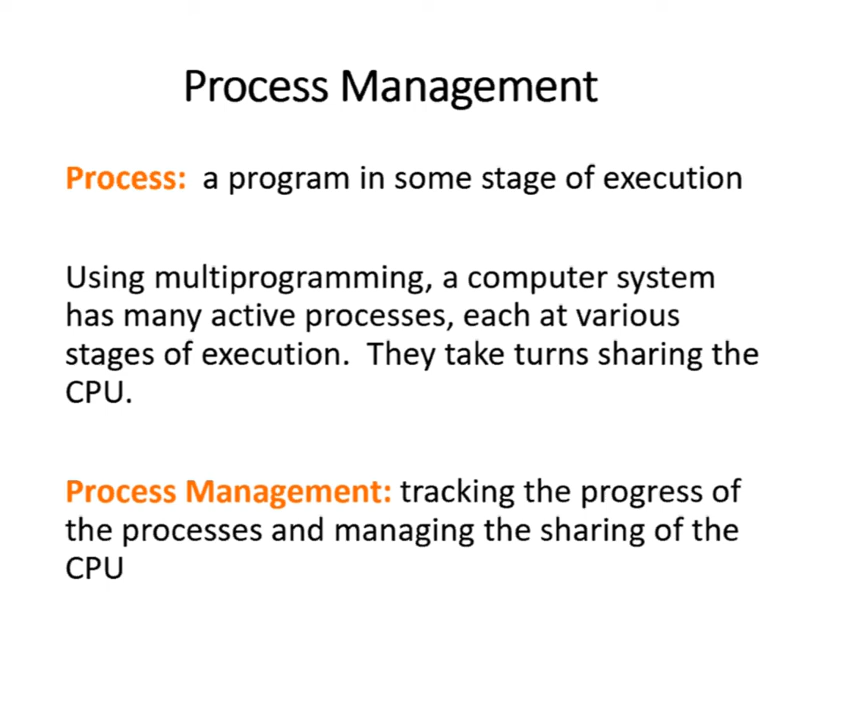 Process Management
Process: a program in some stage of execution
Using multiprogramming, a computer system
has many active processes, each at various
stages of execution. They take turns sharing the
CPU.
Process Management: tracking the progress of
the processes and managing the sharing of the
CPU